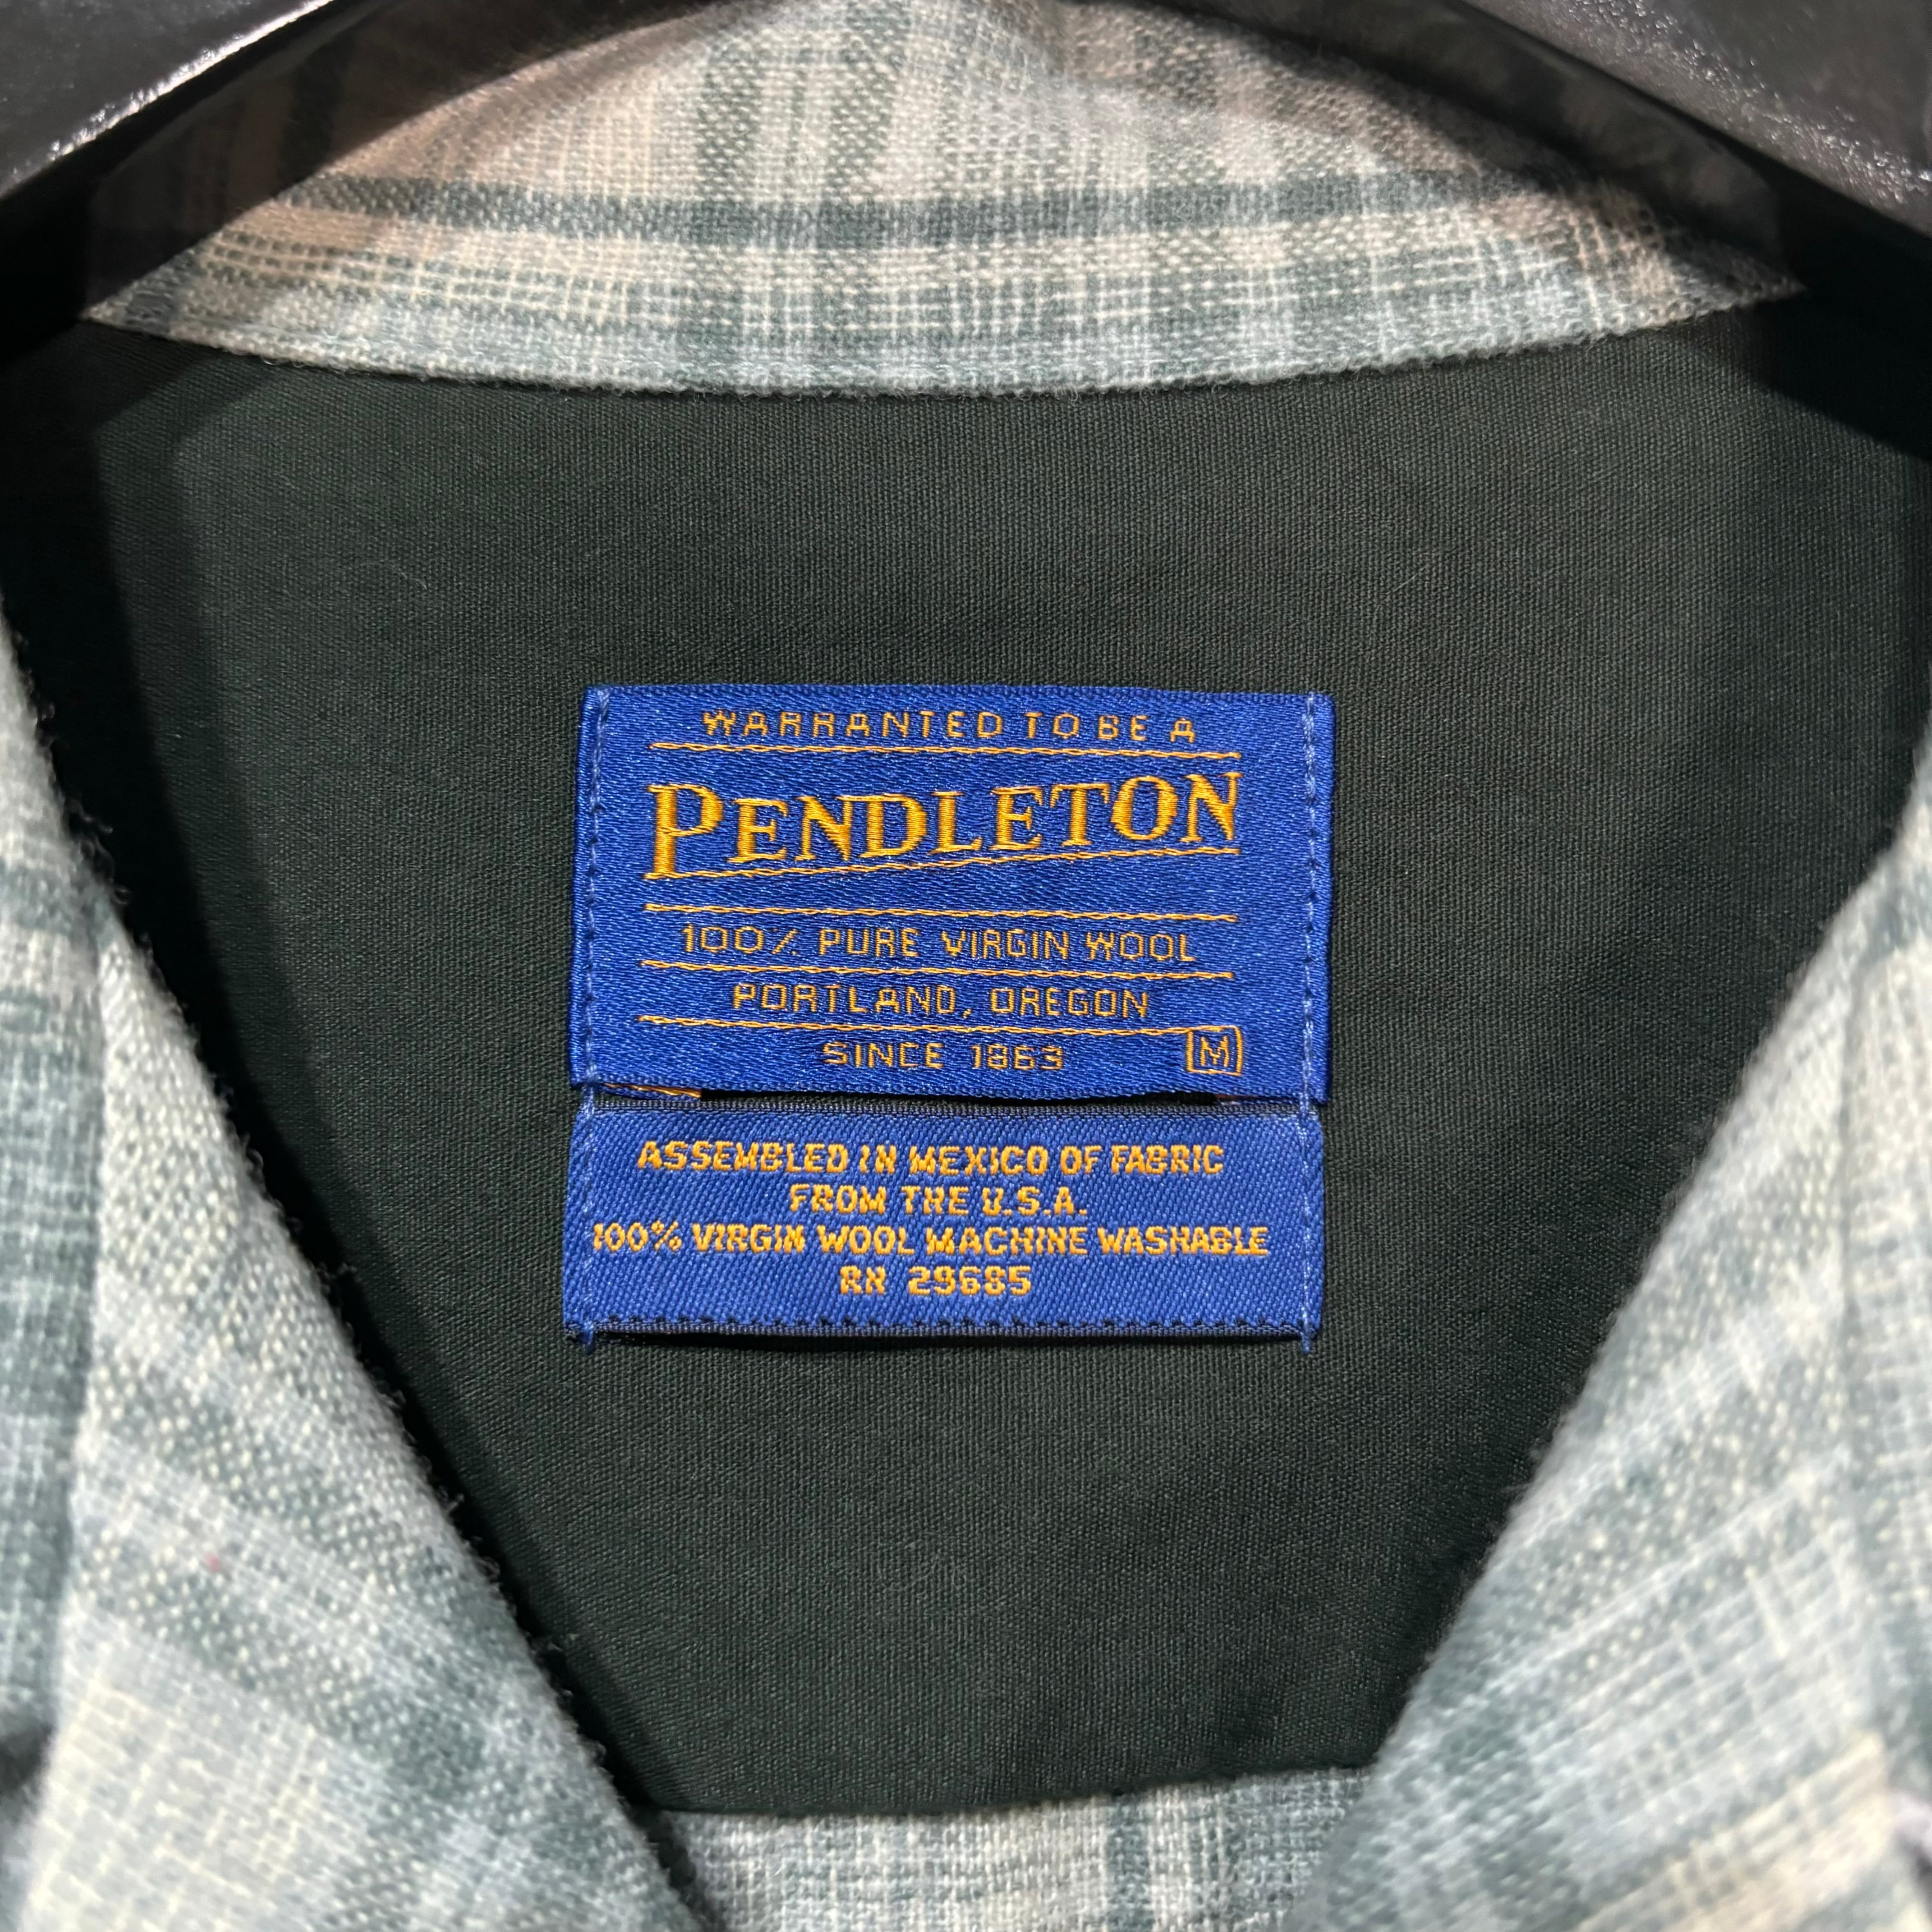 WARRANTED TO BE A
PENDLETON
100% PURE VIRGIN WOOL
PORTLAND, OREGON
SINCE 1863 M
ASSEMBLED IN MEXICO OF FABRIC
FROM THE U.S.A.
100% VIRGIN WOOL MACHINE WASHABLE
RN 29685